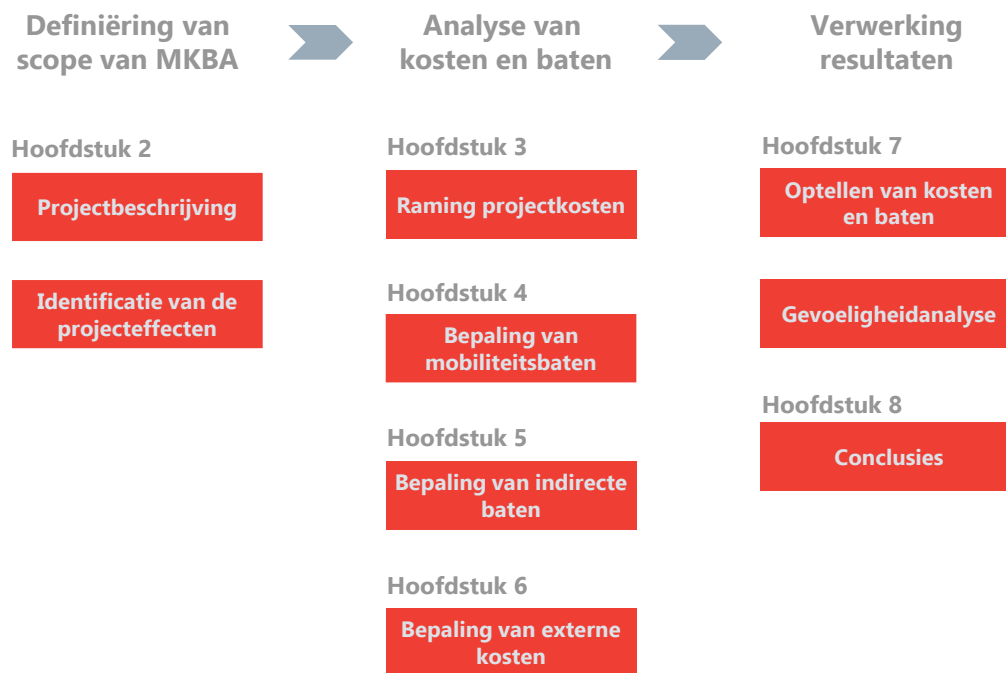 Definiëring van
scope van MKBA
Analyse van
kosten en baten
Verwerking
resultaten
Hoofdstuk 2
Projectbeschrijving
Identificatie van de
projecteffecten
Hoofdstuk 3
Raming projectkosten
Hoofdstuk 4
Bepaling van
mobiliteitsbaten
Hoofdstuk 5
Bepaling van indirecte
baten
Hoofdstuk 6
Bepaling van externe
kosten
Hoofdstuk 7
Optellen van kosten
en baten
Gevoeligheidanalyse
Hoofdstuk 8
Conclusies